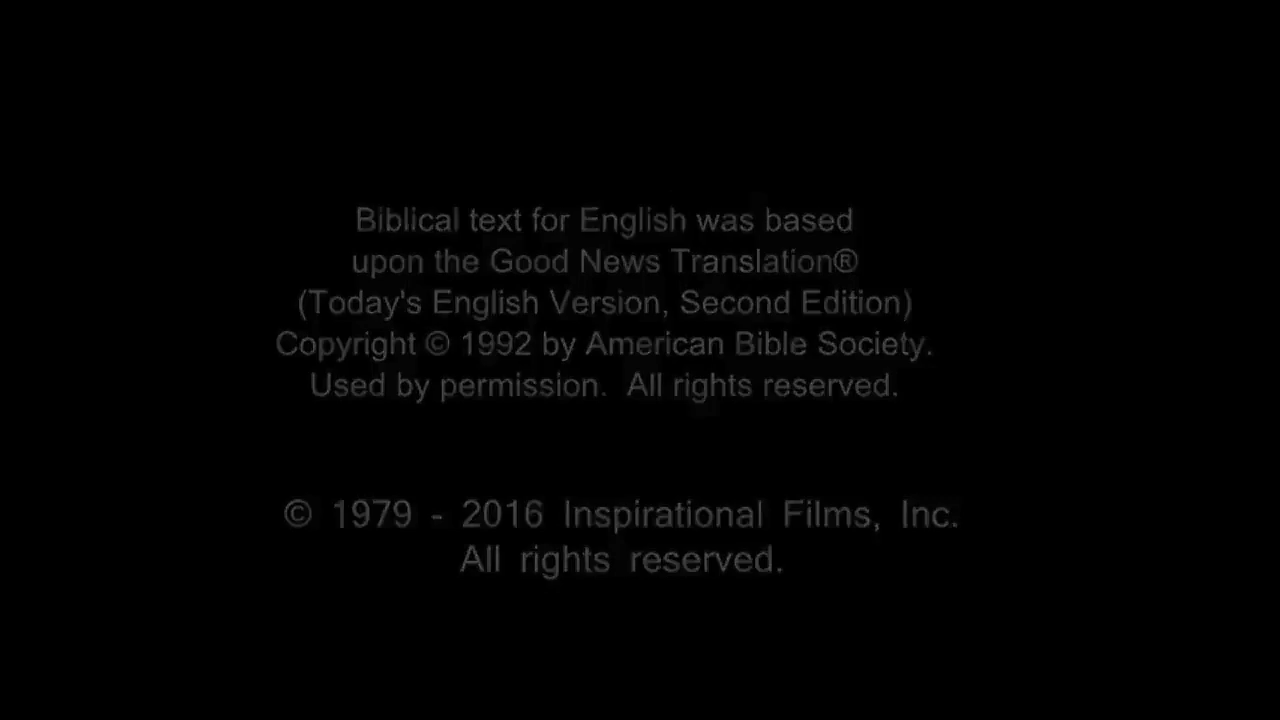 Biblical text for English was based
upon the Good News Translation®
(Today's English Version, Second Edition)
Copyright © 1992 by American Bible Society.
Used by permission. All rights reserved.
© 1979 - 2016 Inspirational Films, Inc.
All rights reserved.